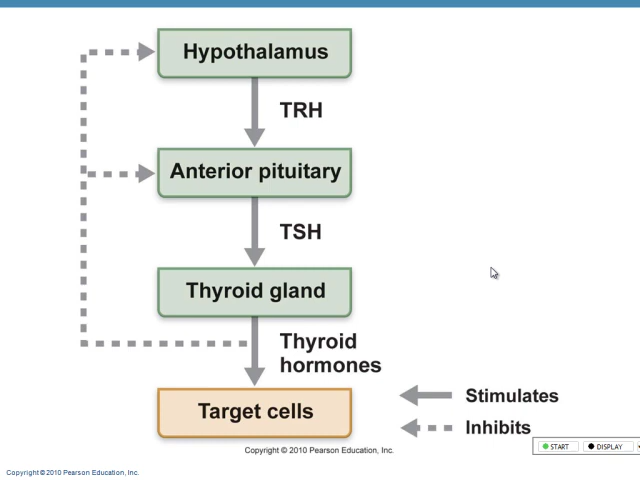 Hypothalamus
TRH
Anterior pituitary
TSH
Thyroid gland
Thyroid
hormones
Target cells
Stimulates
Inhibits
START
DISPLAY
Copyright © 2010 Pearson Education, Inc.
Copyright © 2010 Pearson Education, Inc.